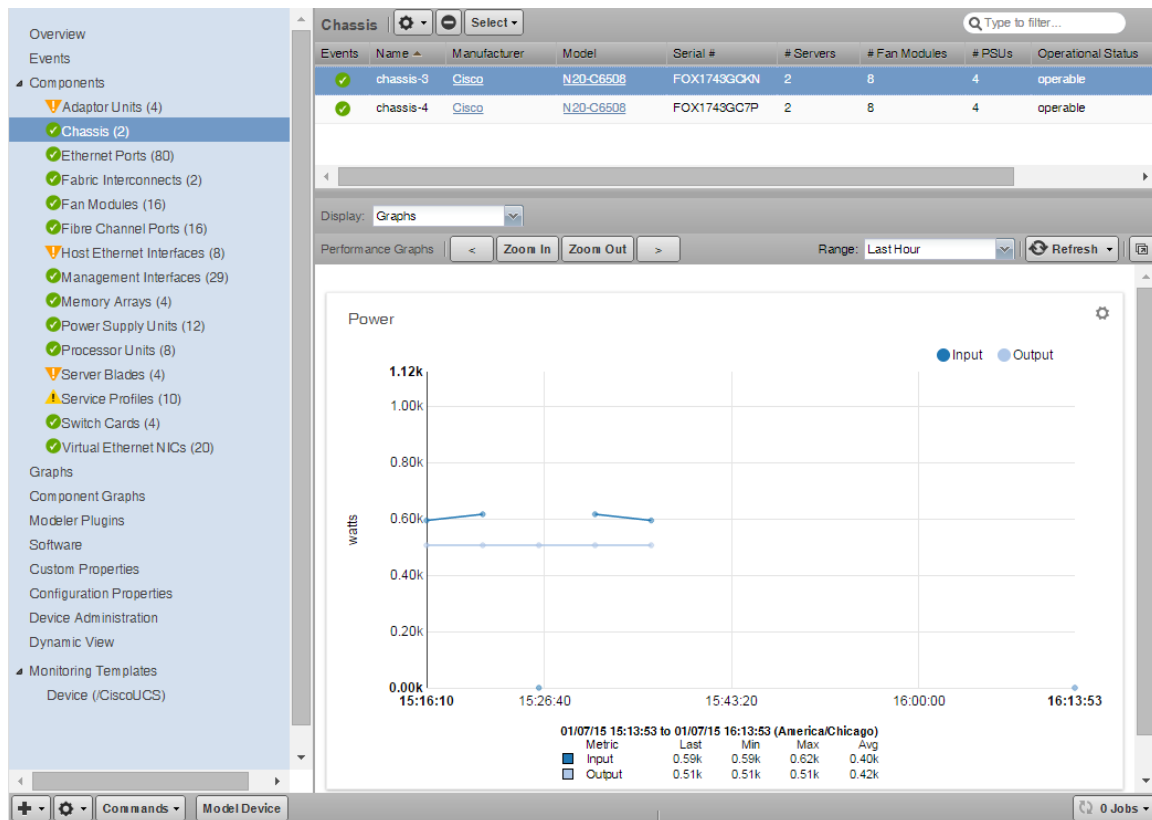 Overview
Events
Components
Adaptor Units (4)
Chassis (2)
Ethernet Ports (80)
Fabric Interconnects (2)
Fan Modules (16)
Fibre Channel Ports (16)
Host Ethernet Interfaces (8)
Management Interfaces (29)
Memory Arrays (4)
Power Supply Units (12)
Processor Units (8)
Server Blades (4)
Service Profiles (10)
Switch Cards (4)
Virtual Ethernet NICs (20)
Graphs
Component Graphs
Modeler Plugins
Software
Custom Properties
Configuration Properties
Device Administration
Dynamic View
Monitoring Templates
Device (/CiscoUCS)
Chassis Select Type to filter...
Events Name Manufacturer Model Serial # # Servers # Fan Modules # PSUs Operational Status
chassis-3 Cisco N20-C6508 FOX1743GCKN 2 8 4 operable
chassis-4 Cisco N20-C6508 FOX1743GC7P 2 8 4 operable
Display: Graphs
Performance Graphs < Zoom In Zoom Out > Range: Last Hour Refresh
Power
Input Output
1.12k
1.00k
0.80k
0.60k
0.40k
0.20k
0.00k
watts
15:16:10 15:26:40 15:43:20 16:00:00 16:13:53
01/07/15 15:13:53 to 01/07/15 16:13:53 (America/Chicago)
Metric Last Min Max Avg
Input 0.59k 0.59k 0.62k 0.40k
Output 0.51k 0.51k 0.51k 0.42k
Commands Model Device 0 Jobs